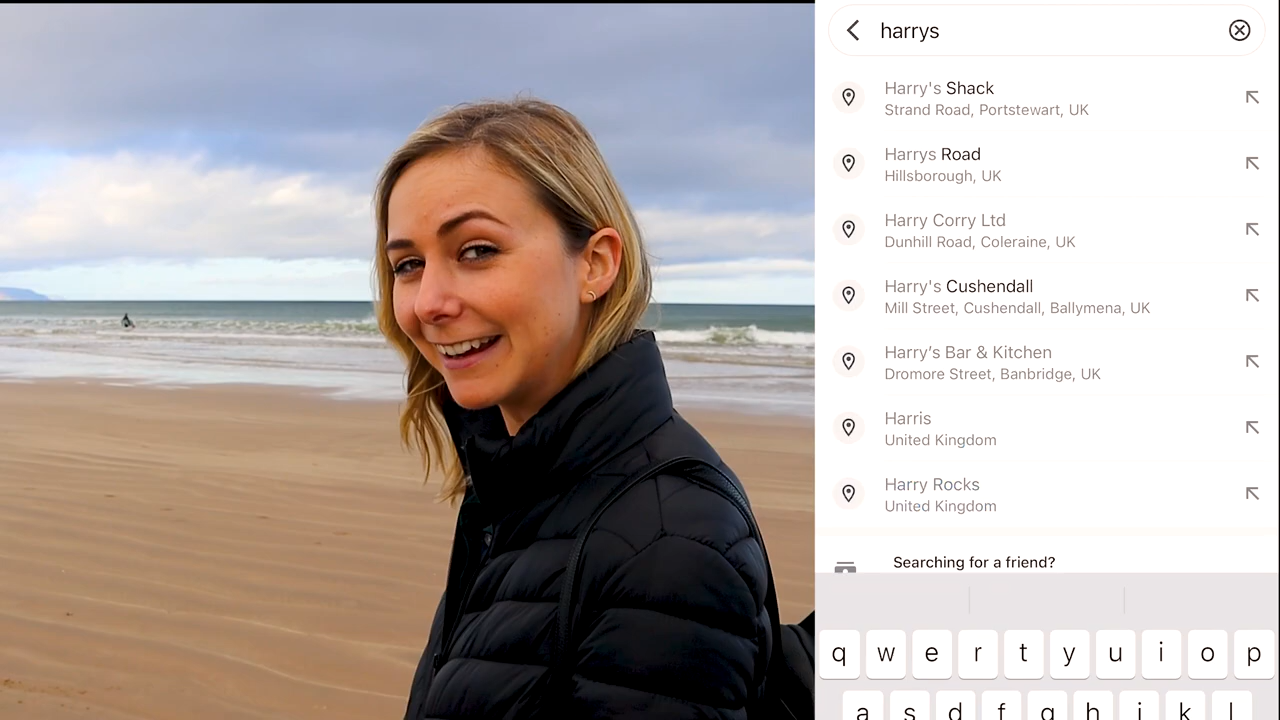 harrys
Harry's Shack
Strand Road, Portstewart, UK
Harrys Road
Hillsborough, UK
Harry Corry Ltd
Dunhill Road, Coleraine, UK
Harry's Cushendall
Mill Street, Cushendall, Ballymena, UK
Harry’s Bar & Kitchen
Dromore Street, Banbridge, UK
Harris
United Kingdom
Harry Rocks
United Kingdom
Searching for a friend?
q w e r t y u i o p
a s d f g h j k l